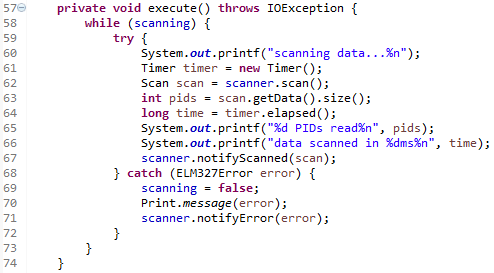 57 private void execute() throws IOException {
58 while (scanning) {
59 try {
60 System.out.printf("scanning data...%n");
61 Timer timer = new Timer();
62 Scan scan = scanner.scan();
63 int pids = scan.getData().size();
64 long time = timer.elapsed();
65 System.out.printf("%d PIDs read%n", pids);
66 System.out.printf("data scanned in %dms%n", time);
67 scanner.notifyScanned(scan);
68 } catch (ELM327Error error) {
69 scanning = false;
70 Print.message(error);
71 scanner.notifyError(error);
72 }
73 }
74 }